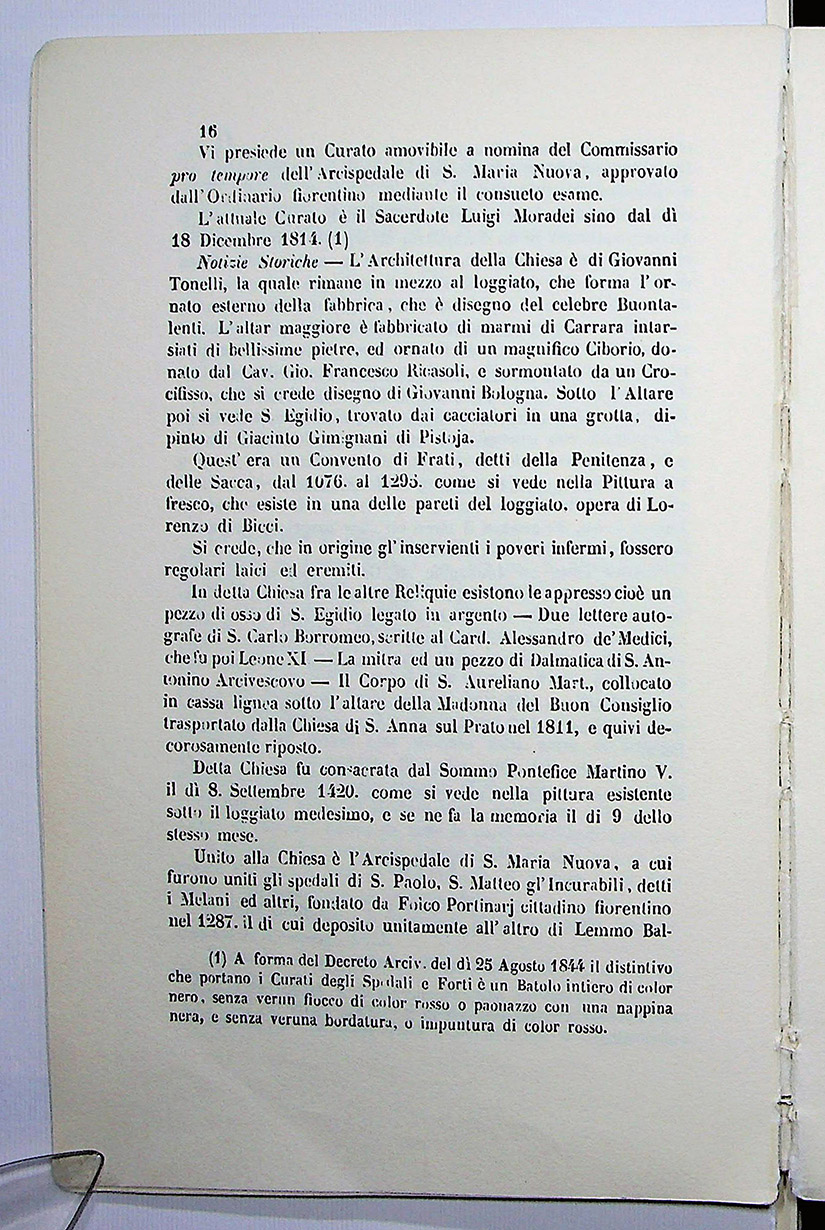 16
Vi presiede un Curato amovibile a nomina del Commissario
pro tempore dell'Arcispedale di S. Maria Nuova, approvato
dall'Ordinario fiorentino mediante il consueto esame.
L'attuale Curato è il Sacerdote Luigi Moradei sino dal dì
18 Dicembre 1814. (1)
Notizie Storiche — L'Architettura della Chiesa è di Giovanni
Tonelli, la quale rimane in mezzo al loggiato, che forma l'or-
nato esterno della fabbrica, che è disegno del celebre Buonta-
lenti. L'altar maggiore è fabbricato di marmi di Carrara intar-
siati di bellissime pietre, ed ornato di un magnifico Ciborio, do-
nato dal Cav. Gio. Francesco Ricasoli, e sormontato da un Cro-
cifisso, che si crede disegno di Giovanni Bologna. Sotto l'Altare
poi si vede S Egidio, trovato dai cacciatori in una grotta, di-
pinto di Giacinto Gimignani di Pistoja.
Quest' era un Convento di Frati, detti della Penitenza, e
delle Sacca, dal 1076. al 1293. come si vede nella Pittura a
fresco, che esiste in una delle pareti del loggiato. opera di Lo-
renzo di Bicci.
Si crede, che in origine gl'inservienti i poveri infermi, fossero
regolari laici ed eremiti.
In detta Chiesa fra le altre Reliquie esistono le appresso cioè un
pezzo di osso di S. Egidio legato in argento — Due lettere auto-
grafe di S. Carlo Borromeo, scritte al Card. Alessandro de' Medici,
che fu poi Leone XI — La mitra ed un pezzo di Dalmatica di S. An-
tonino Arcivescovo — Il Corpo di S. Aureliano Mart., collocato
in cassa lignea sotto l'altare della Madonna del Buon Consiglio
trasportato dalla Chiesa di S. Anna sul Prato nel 1811, e quivi de-
corosamente riposto.
Detta Chiesa fu consacrata dal Sommo Pontefice Martino V.
il dì 8. Settembre 1420. come si vede nella pittura esistente
sotto il loggiato medesimo, e se ne fa la memoria il di 9 dello
stesso mese.
Unito alla Chiesa è l'Arcispedale di S. Maria Nuova, a cui
furono uniti gli spedali di S. Paolo, S. Matteo gl'Incurabili, detti
i Melani ed altri, fondato da Folco Portinarj cittadino fiorentino
nel 1287. il di cui deposito unitamente all'altro di Lemmo Bal-
(1) A forma del Decreto Arciv. del dì 25 Agosto 1844 il distintivo
che portano i Curati degli Spedali e Forti è un Batolo intiero di color
nero, senza verun fiocco di color rosso o paonazzo con una nappina
nera, e senza veruna bordatura, o impuntura di color rosso.